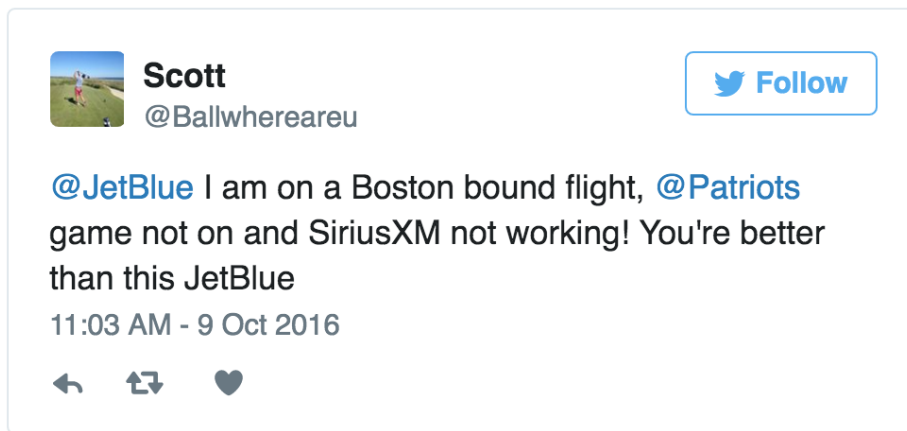 Scott
@Ballwhereareu
Follow
@JetBlue I am on a Boston bound flight, @Patriots
game not on and SiriusXM not working! You're better
than this JetBlue
11:03 AM - 9 Oct 2016